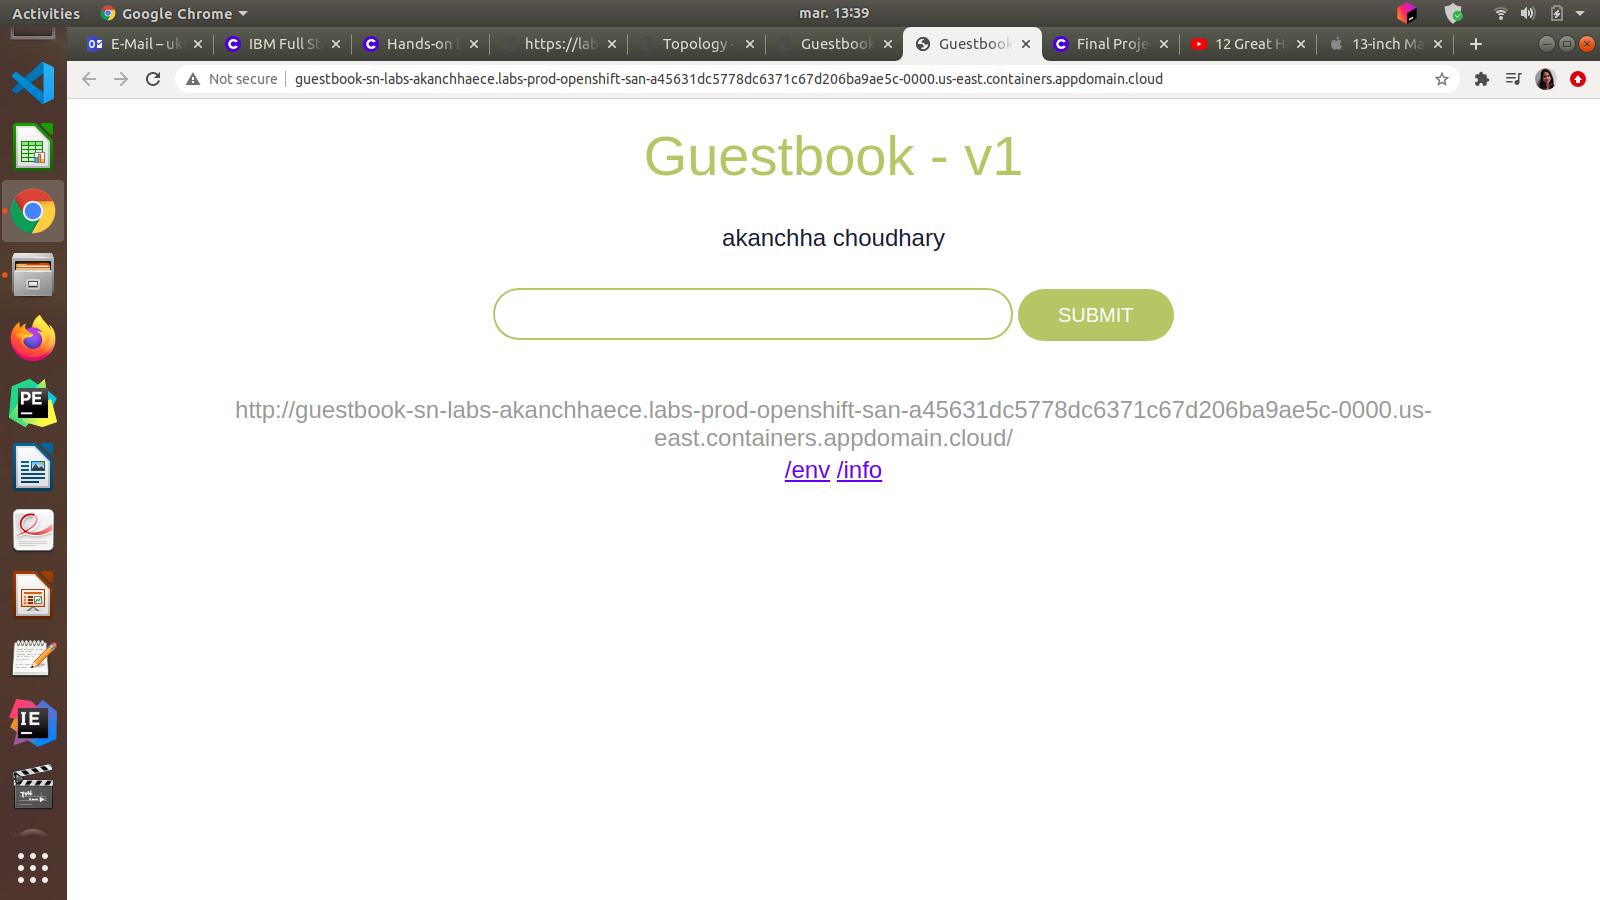 Activities
Google Chrome
mar. 13:39
E-Mail – uk
IBM Full St
Hands-on
https://lab
Topology
Guestbook
Guestbook
Final Proje
12 Great H
13-inch Ma
Not secure
guestbook-sn-labs-akanchhaece.labs-prod-openshift-san-a45631dc5778dc6371c67d206ba9ae5c-0000.us-east.containers.appdomain.cloud
Guestbook - v1
akanchha choudhary
SUBMIT
http://guestbook-sn-labs-akanchhaece.labs-prod-openshift-san-a45631dc5778dc6371c67d206ba9ae5c-0000.us-
east.containers.appdomain.cloud/
/env /info
PE
IE